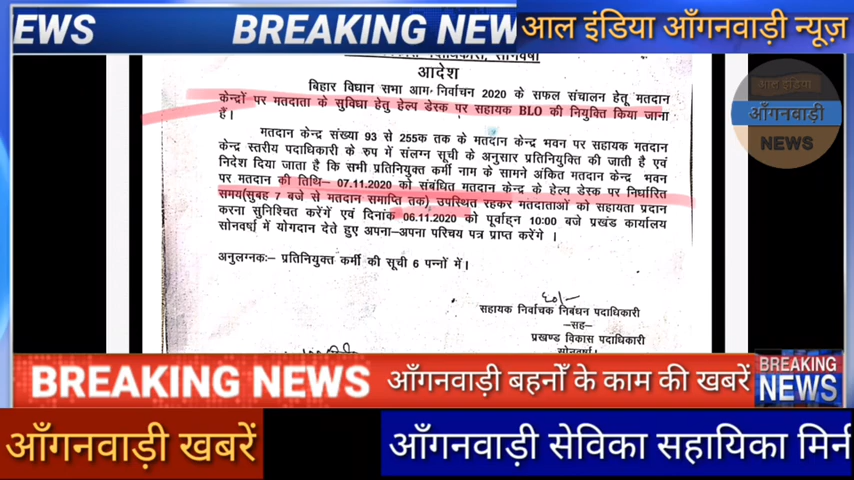 EWS
BREAKING NEW
आल इंडिया आँगनवाड़ी न्यूज़
आदेश
बिहार विधान सभा आम निर्वाचन 2020 के सफल संचालन हेतू मतदान
केन्द्रों पर मतदाता के सुविधा हेतु हेल्प डेस्क पर सहायक BLO की नियुक्ति किया जाना
है।
मतदान केन्द्र संख्या 93 से 255क तक के मतदान केन्द्र भवन पर सहायक मतदान
केन्द्र स्तरीय पदाधिकारी के रुप में संलग्न सूची के अनुसार प्रतिनियुक्ति की जाती है एवं
निदेश दिया जाता है कि सभी प्रतिनियुक्त कर्मी नाम के सामने अंकित मतदान केन्द्र भवन
पर मतदान की तिथि– 07.11.2020 को संबंधित मतदान केन्द्र के हेल्प डेस्क पर निर्धारित
समय(सुबह 7 बजे से मतदान समाप्ति तक) उपस्थित रहकर मतदाताओं को सहायता प्रदान
करना सुनिश्चित करेंगें एवं दिनांक 06.11.2020 को पूर्वाहन् 10:00 बजे प्रखंड कार्यालय
सोनवर्षा में योगदान देते हुए अपना–अपना परिचय पत्र प्राप्त करेंगे ।
अनुलग्नकः– प्रतिनियुक्त कर्मी की सूची 6 पन्नों में।
ह०/–
सहायक निर्वाचक निबंधन पदाधिकारी
–सह–
प्रखण्ड विकास पदाधिकारी
सोनवर्षा।
आल इंडिया
आँगनवाड़ी
NEWS
BREAKING NEWS
आँगनवाड़ी बहनोँ के काम की खबरें
BREAKING
NEWS
आँगनवाड़ी खबरें
आँगनवाड़ी सेविका सहायिका मिनी